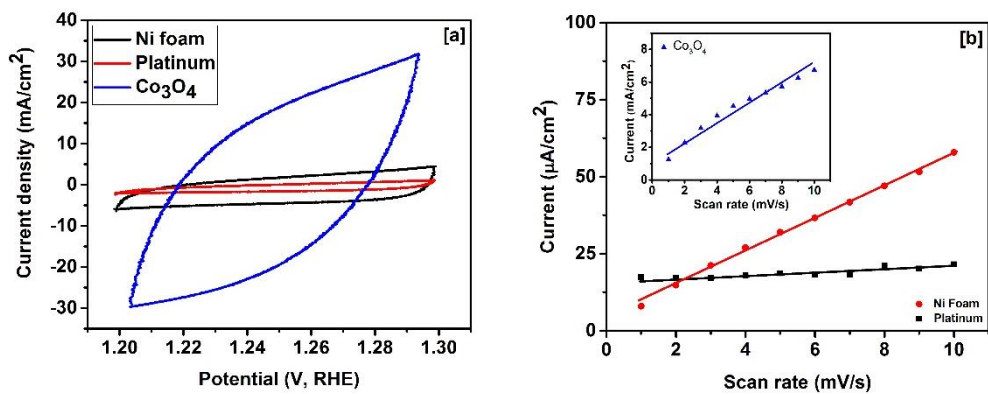 [a]
Ni foam
Platinum
Co₃O₄
40
30
20
10
0
-10
-20
-30
Current density (mA/cm²)
1.20 1.22 1.24 1.26 1.28 1.30
Potential (V, RHE)
[b]
100
75
50
25
0
Current (µA/cm²)
Co₃O₄
8
6
4
2
0
Current (mA/cm²)
0 2 4 6 8 10
Scan rate (mV/s)
Ni Foam
Platinum
0 2 4 6 8 10
Scan rate (mV/s)